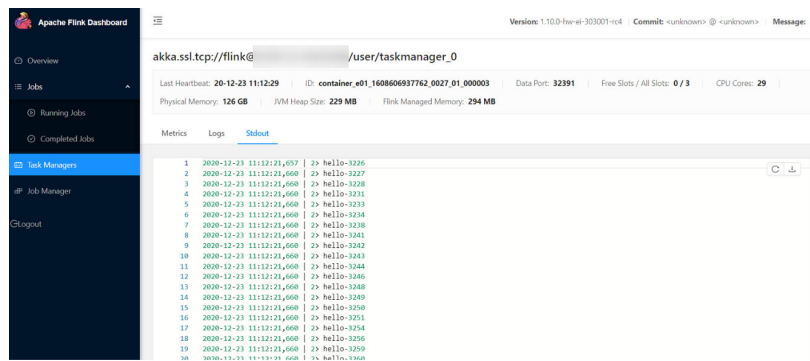 Apache Flink Dashboard
Version: 1.10.0-hw-ei-303001-rc4 Commit: <unknown> @ <unknown> Message:
Overview
Jobs
Running Jobs
Completed Jobs
Task Managers
Job Manager
Logout
akka.ssl.tcp://flink@ /user/taskmanager_0
Last Heartbeat: 20-12-23 11:12:29 ID: container_e01_1608606937762_0027_01_000003 Data Port: 32391 Free Slots / All Slots: 0 / 3 CPU Cores: 29
Physical Memory: 126 GB JVM Heap Size: 229 MB Flink Managed Memory: 294 MB
Metrics Logs Stdout
1 2020-12-23 11:12:21,657 | 2> hello-3226
2 2020-12-23 11:12:21,660 | 2> hello-3227
3 2020-12-23 11:12:21,660 | 2> hello-3228
4 2020-12-23 11:12:21,660 | 2> hello-3231
5 2020-12-23 11:12:21,660 | 2> hello-3233
6 2020-12-23 11:12:21,660 | 2> hello-3234
7 2020-12-23 11:12:21,660 | 2> hello-3238
8 2020-12-23 11:12:21,660 | 2> hello-3241
9 2020-12-23 11:12:21,660 | 2> hello-3242
10 2020-12-23 11:12:21,660 | 2> hello-3243
11 2020-12-23 11:12:21,660 | 2> hello-3244
12 2020-12-23 11:12:21,660 | 2> hello-3246
13 2020-12-23 11:12:21,660 | 2> hello-3248
14 2020-12-23 11:12:21,660 | 2> hello-3249
15 2020-12-23 11:12:21,660 | 2> hello-3250
16 2020-12-23 11:12:21,660 | 2> hello-3251
17 2020-12-23 11:12:21,660 | 2> hello-3254
18 2020-12-23 11:12:21,660 | 2> hello-3256
19 2020-12-23 11:12:21,660 | 2> hello-3259
20 2020-12-23 11:12:21,660 | 2> hello-3260